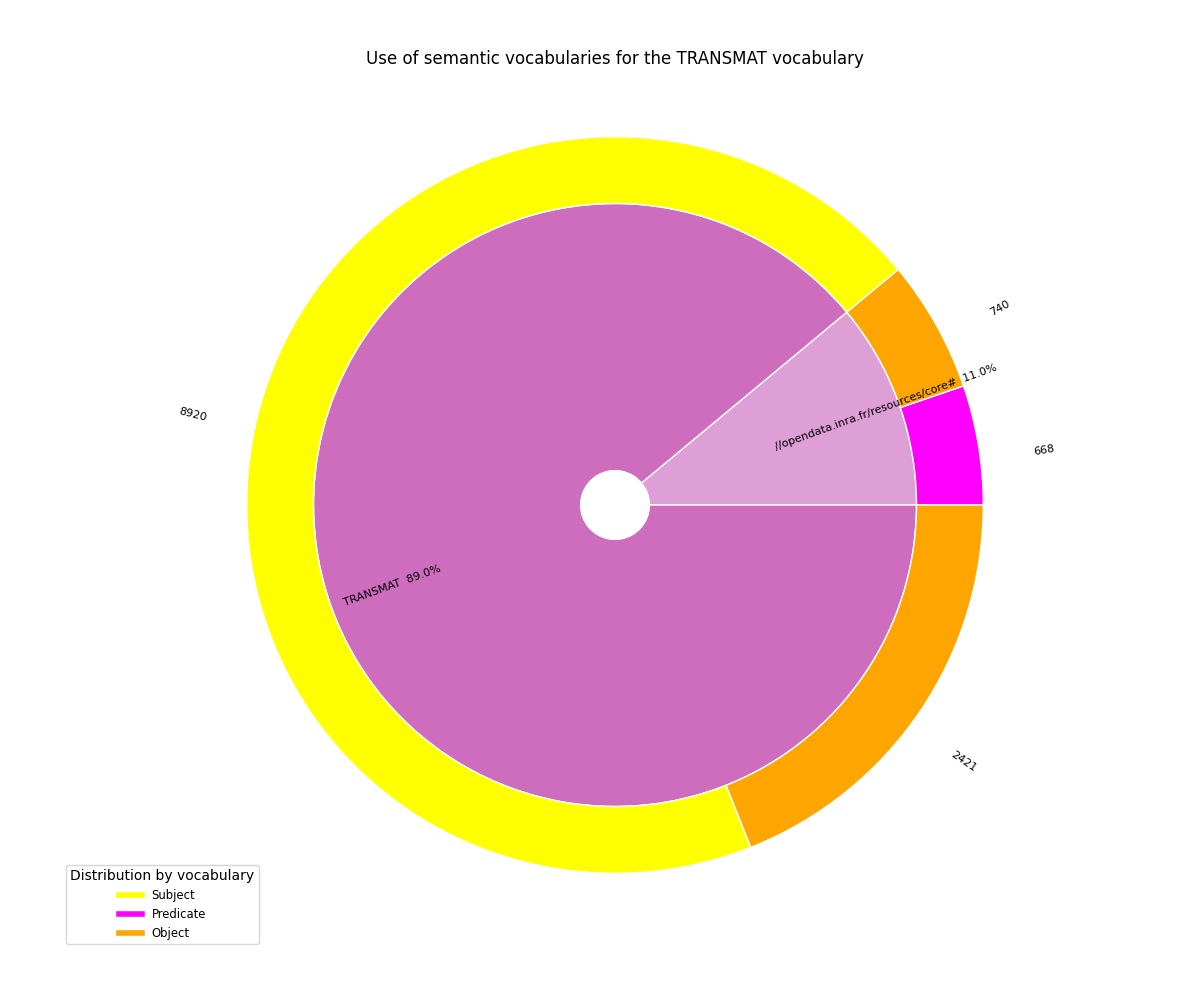 Use of semantic vocabularies for the TRANSMAT vocabulary
740
//opendata.inra.fr/resources/core#  11.0%
8920
668
TRANSMAT  89.0%
2421
Distribution by vocabulary
Subject
Predicate
Object